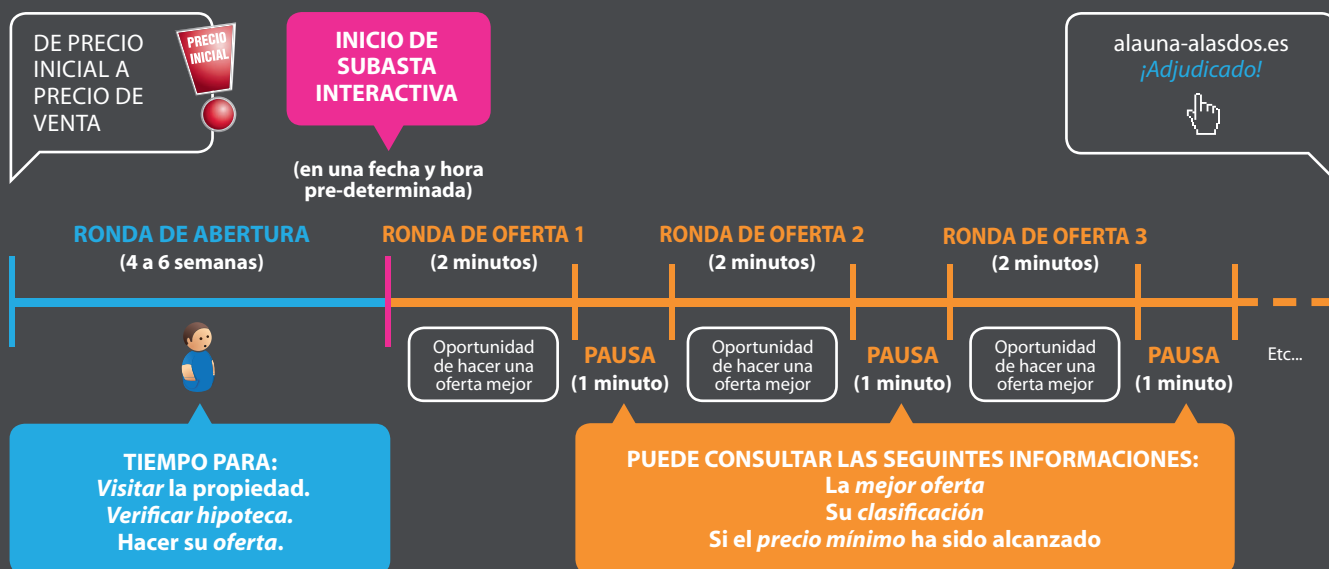 DE PRECIO
INICIAL A
PRECIO DE
VENTA
PRECIO
INICIAL
INICIO DE
SUBASTA
INTERACTIVA
(en una fecha y hora
pre-determinada)
alauna-alasdos.es
¡Adjudicado!
RONDA DE ABERTURA
(4 a 6 semanas)
RONDA DE OFERTA 1
(2 minutos)
RONDA DE OFERTA 2
(2 minutos)
RONDA DE OFERTA 3
(2 minutos)
Oportunidad
de hacer una
oferta mejor
PAUSA
(1 minuto)
Oportunidad
de hacer una
oferta mejor
PAUSA
(1 minuto)
Oportunidad
de hacer una
oferta mejor
PAUSA
(1 minuto)
Etc...
TIEMPO PARA:
Visitar la propiedad.
Verificar hipoteca.
Hacer su oferta.
PUEDE CONSULTAR LAS SEGUINTES INFORMACIONES:
La mejor oferta
Su clasificación
Si el precio mínimo ha sido alcanzado